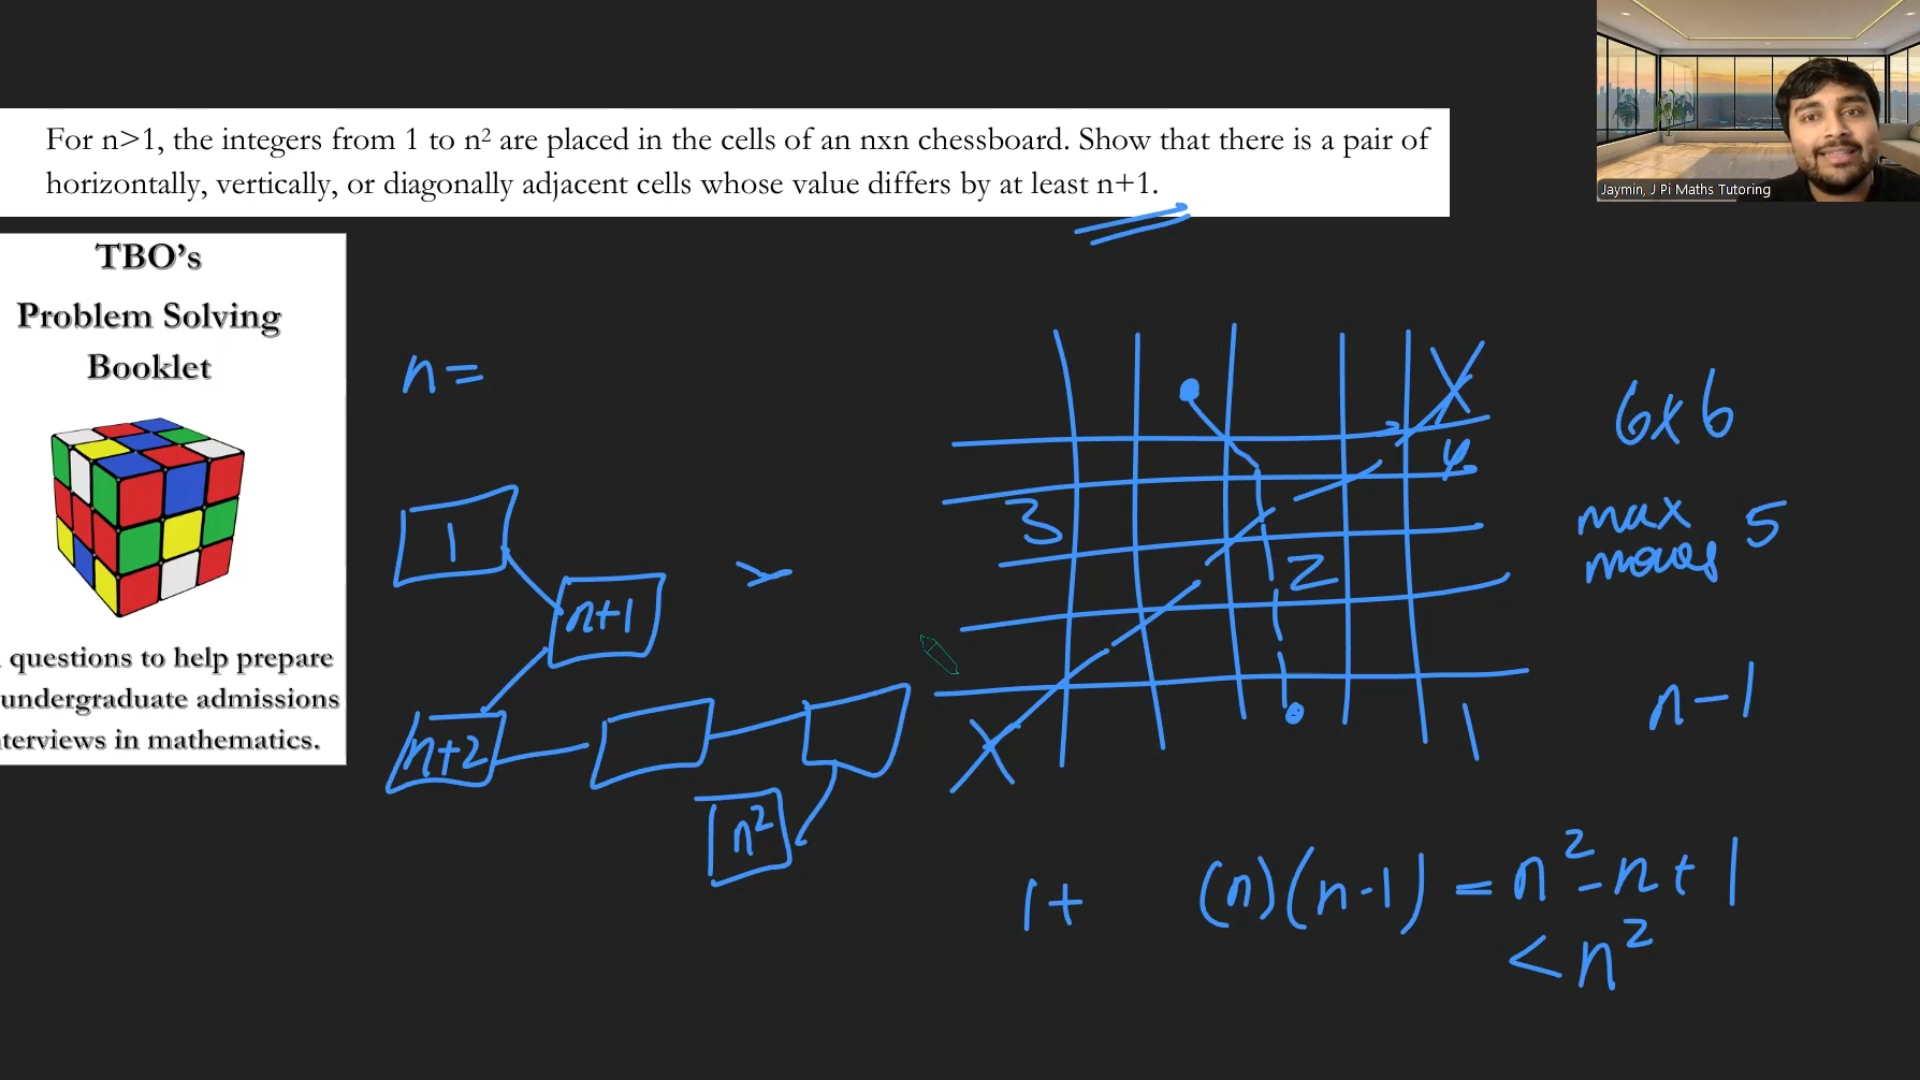 For n>1, the integers from 1 to n² are placed in the cells of an nxn chessboard. Show that there is a pair of
horizontally, vertically, or diagonally adjacent cells whose value differs by at least n+1.
Jaymin, J Pi Maths Tutoring
TBO's
Problem Solving
Booklet
questions to help prepare
undergraduate admissions
terviews in mathematics.
n=
1
n+1
n+2
n²
>
X
4
3
2
X
1
6x6
max
moves 5
n-1
1+ (n)(n-1) = n²-n+1
< n²